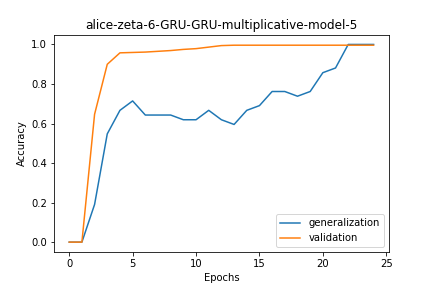 alice-zeta-6-GRU-GRU-multiplicative-model-5
1.0
0.8
0.6
0.4
0.2
0.0
Accuracy
generalization
validation
0 5 10 15 20 25
Epochs